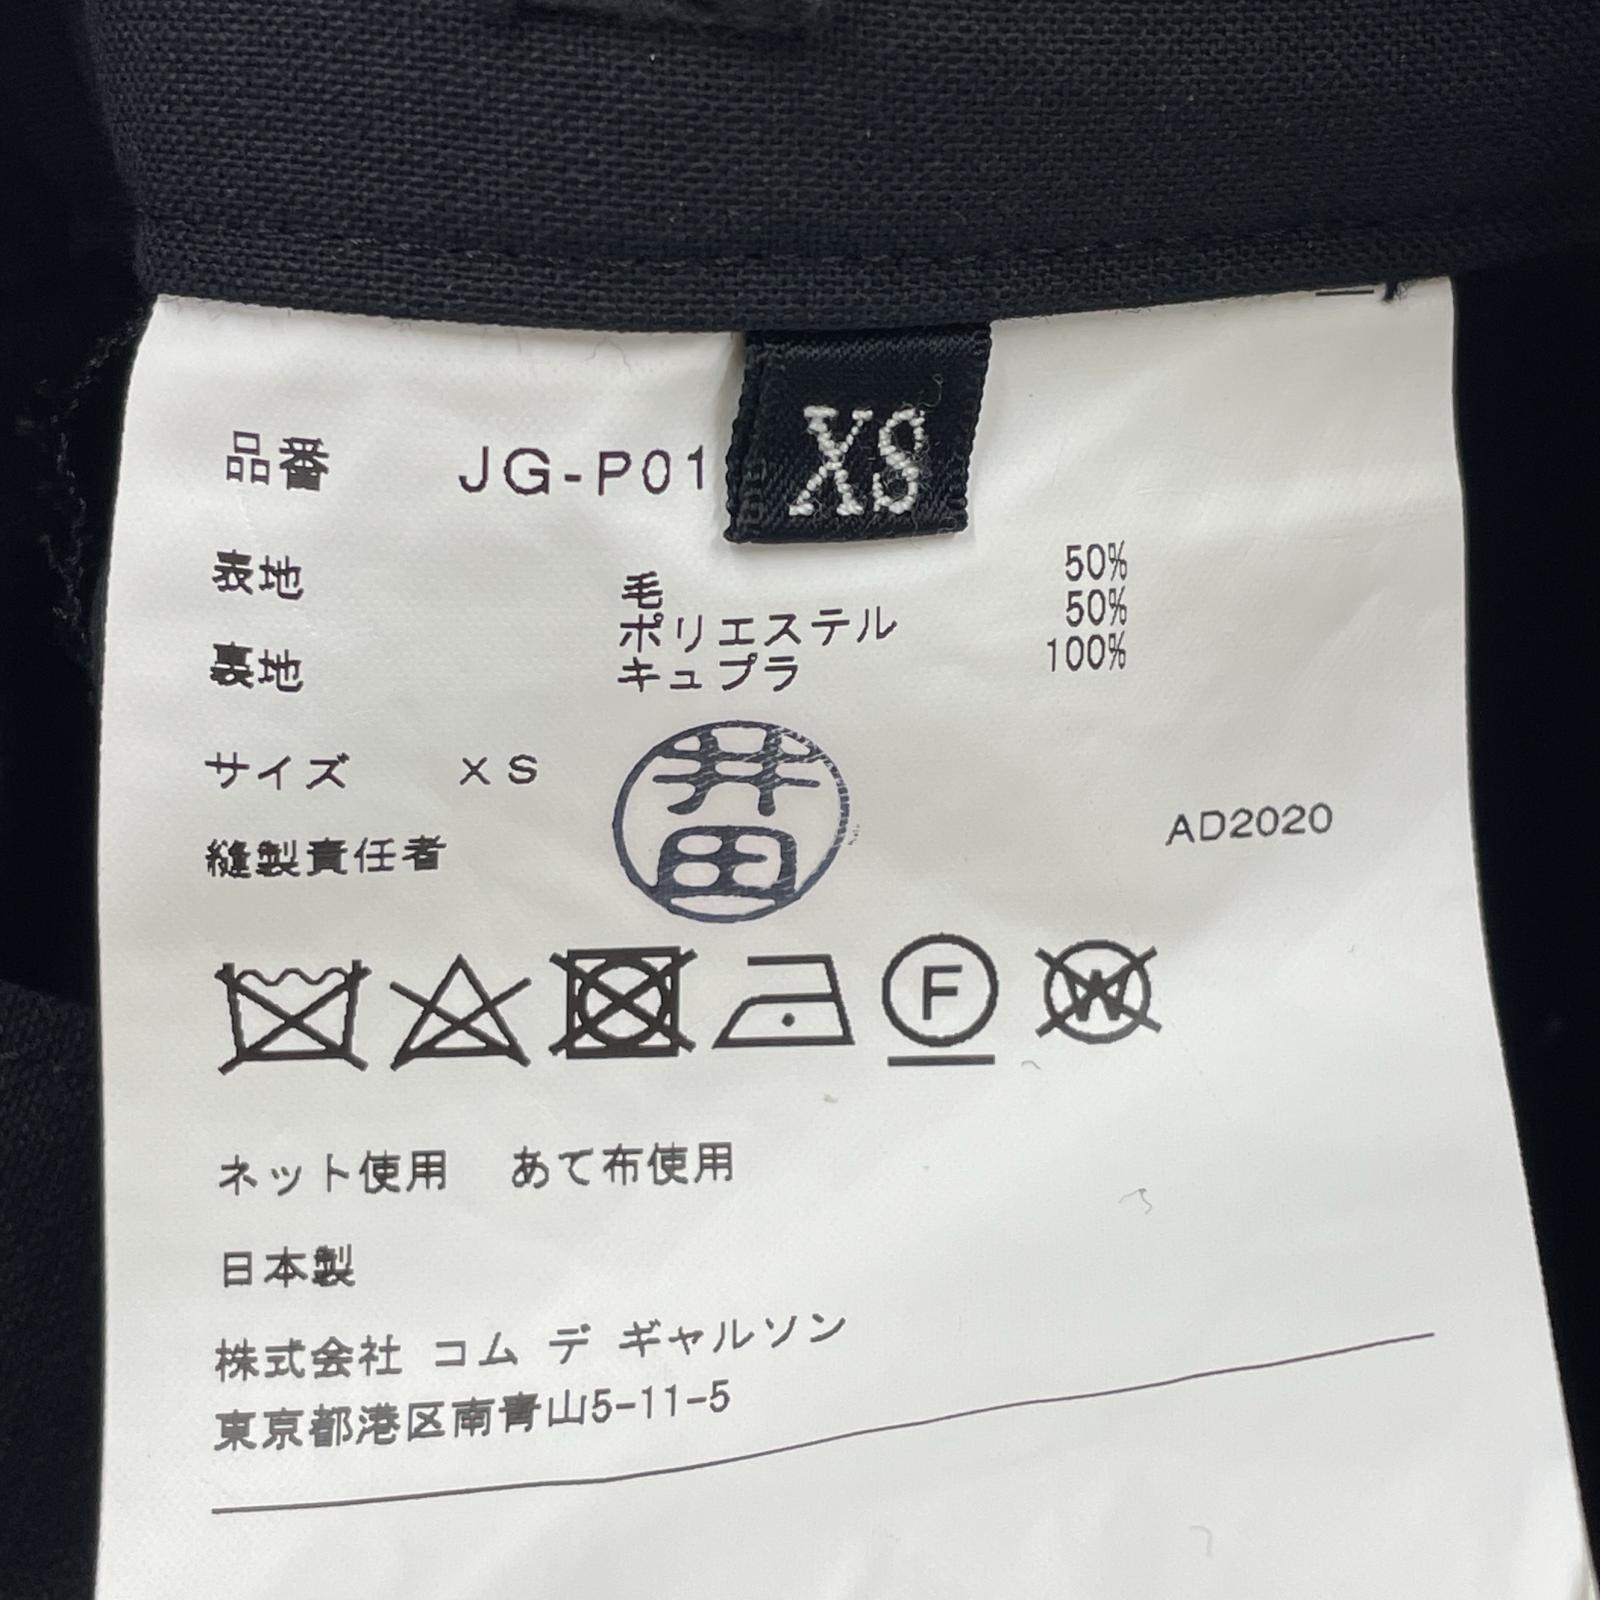 XS
品番 JG-P01
表地 毛 50%
ポリエステル 50%
裏地 キュプラ 100%
サイズ XS
井田
縫製責任者
AD2020
F
W
ネット使用 あて布使用
日本製
株式会社 コム デ ギャルソン
東京都港区南青山5-11-5